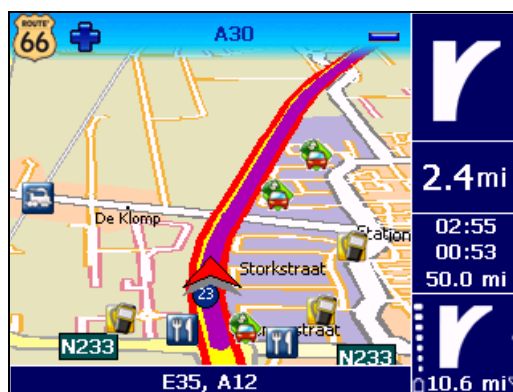 ROUTE
66
A30
2.4mi
De Klomp
Station
02:55
00:53
50.0 mi
Storkstraat
23
straat
N233
N233
10.6 mi
E35, A12